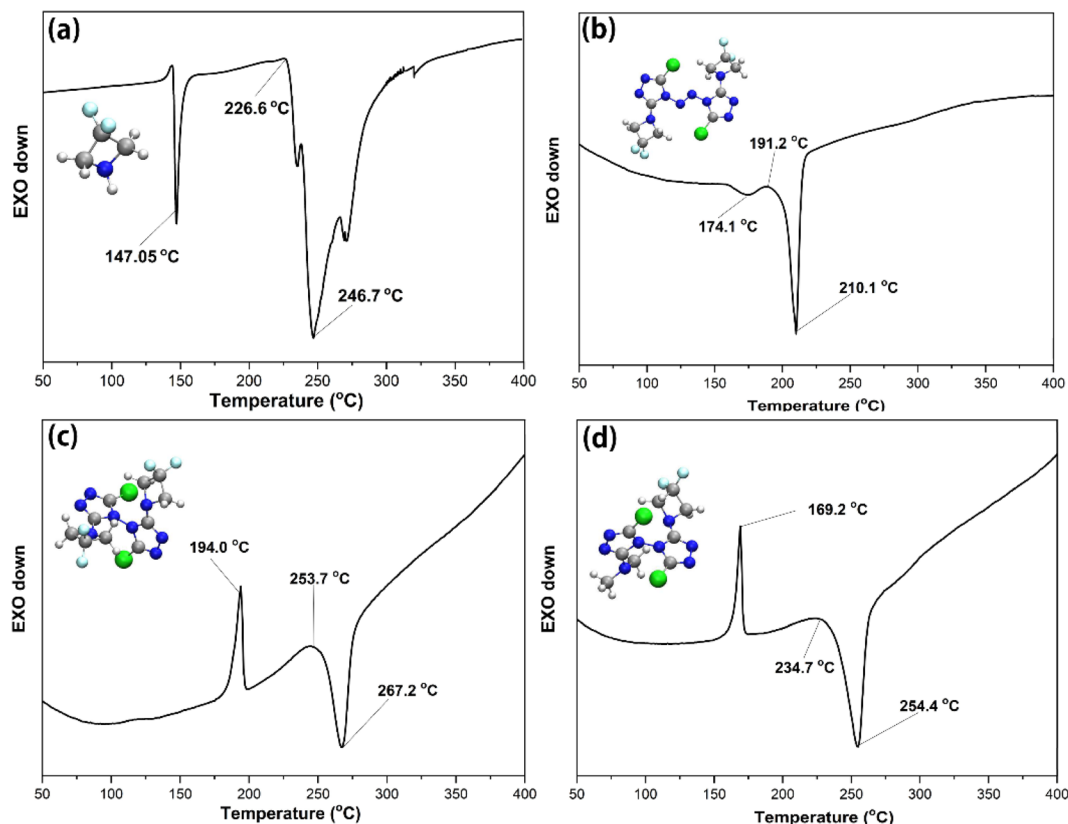 (a)
EXO down
226.6 °C
147.05 °C
246.7 °C
50 100 150 200 250 300 350 400
Temperature (°C)
(b)
EXO down
191.2 °C
174.1 °C
210.1 °C
50 100 150 200 250 300 350 400
Temperature (°C)
(c)
EXO down
194.0 °C
253.7 °C
267.2 °C
50 100 150 200 250 300 350 400
Temperature (°C)
(d)
EXO down
169.2 °C
234.7 °C
254.4 °C
50 100 150 200 250 300 350 400
Temperature (°C)